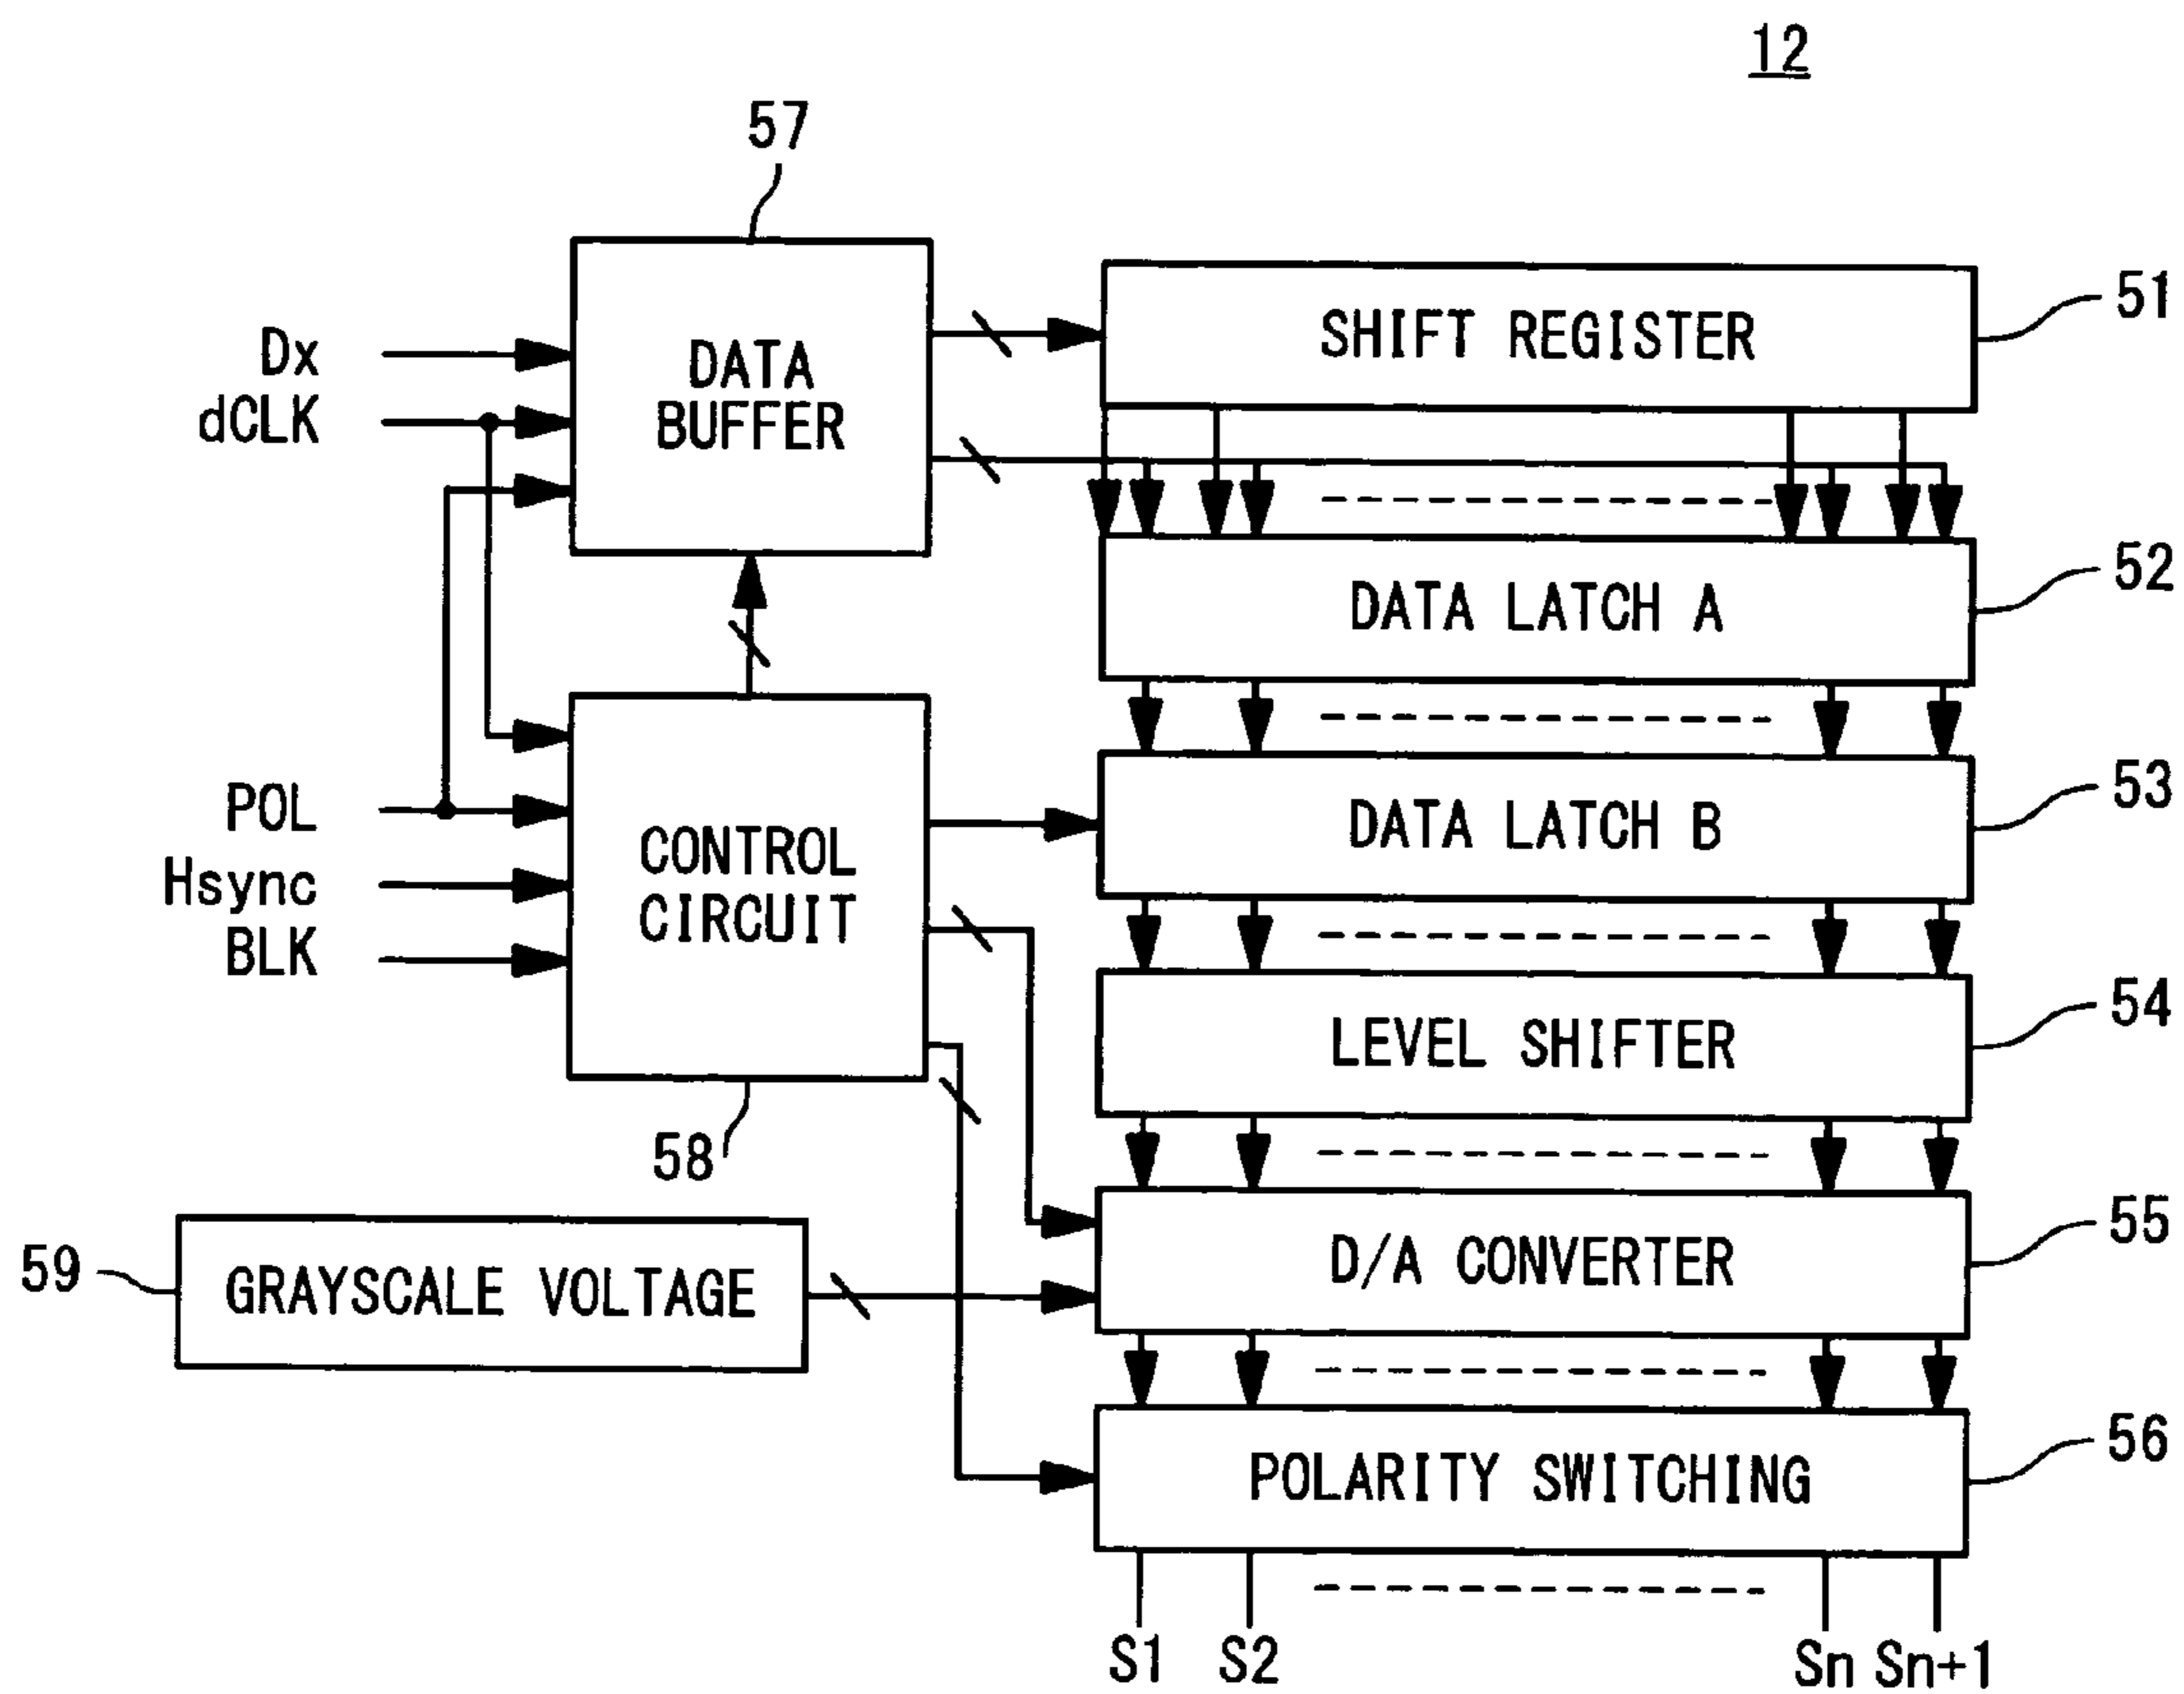 12
57
DATA
BUFFER
Dx
dCLK
SHIFT REGISTER
51
DATA LATCH A
52
POL
Hsync
BLK
CONTROL
CIRCUIT
58
DATA LATCH B
53
LEVEL SHIFTER
54
59
GRAYSCALE VOLTAGE
D/A CONVERTER
55
POLARITY SWITCHING
56
S1
S2
Sn
Sn+1